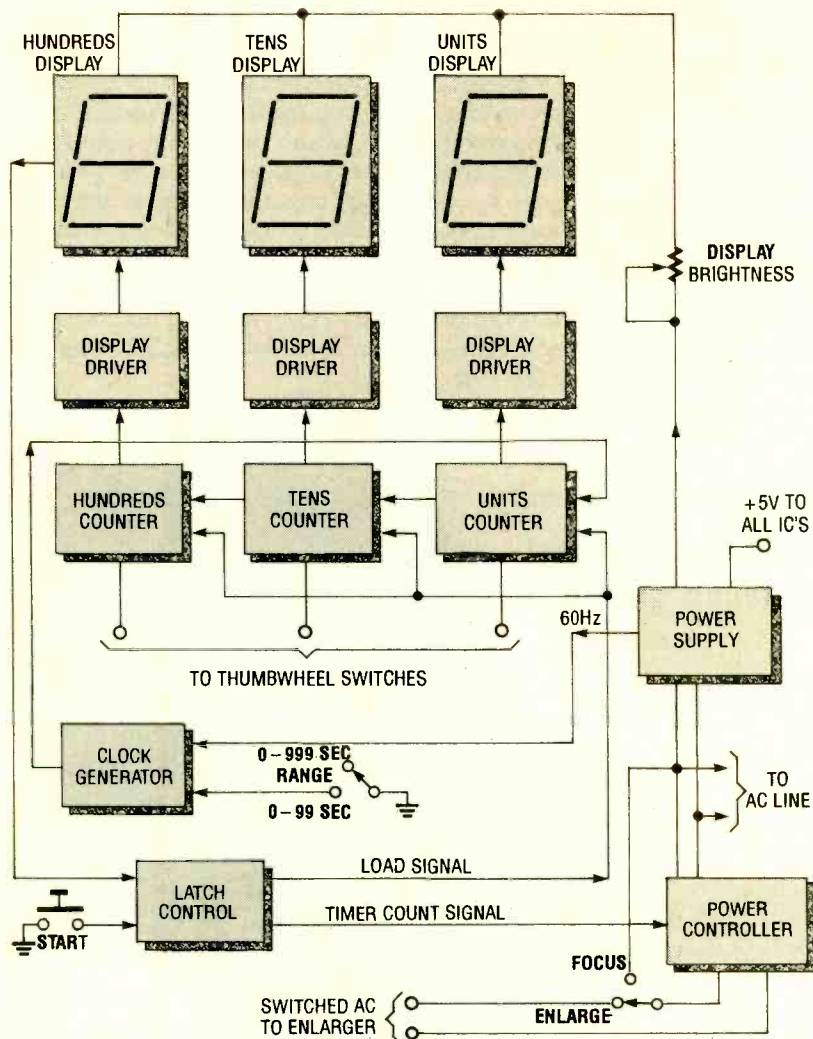 HUNDREDS
DISPLAY
TENS
DISPLAY
UNITS
DISPLAY
DISPLAY
BRIGHTNESS
DISPLAY
DRIVER
DISPLAY
DRIVER
DISPLAY
DRIVER
HUNDREDS
COUNTER
TENS
COUNTER
UNITS
COUNTER
+5V TO
ALL IC'S
60Hz
POWER
SUPPLY
TO THUMBWHEEL SWITCHES
CLOCK
GENERATOR
0–999 SEC
RANGE
0–99 SEC
TO
AC LINE
LATCH
CONTROL
LOAD SIGNAL
TIMER COUNT SIGNAL
START
POWER
CONTROLLER
FOCUS
SWITCHED AC
TO ENLARGER
ENLARGE